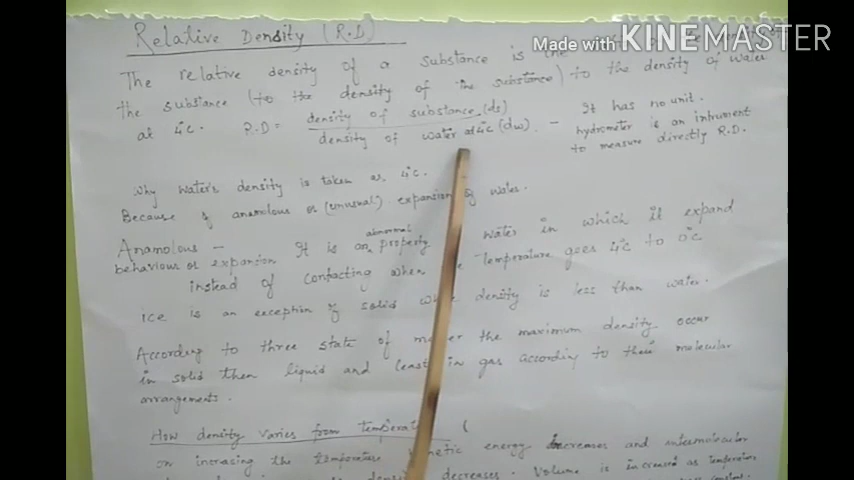 Made with KINEMASTER
Relative Density (R.D)
The relative density of a substance is the
the substance (to the density of the substance) to the density of water
at 4°c. R.D = density of substance (ds)
density of water at 4°c (dw). - It has no unit.
hydrometer is an intrument
to measure directly R.D.
Why water's density is taken as 4°c.
Because of anamolous or (unusual) expansion of water.
Anamolous - It is an abnormal property water in which it expand
behaviour or expansion
instead of contacting when temperature goes 4°c to 0°c
ICE is an exception of solid density is less than water.
According to three state of matter the maximum density occur
in solid then liquid and least in gas according to their molecular
arrangements.
How density varies from temperature (
on incresing the temperature kinetic energy increases and intermolecular
decreases. Volume is increased as temperature